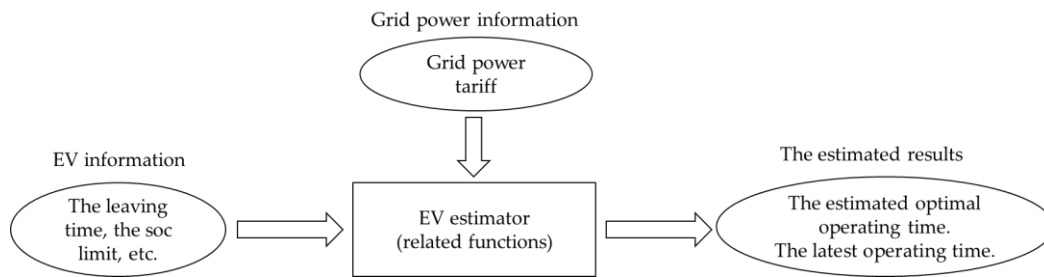 Grid power information
Grid power
tariff
EV information
The leaving
time, the soc
limit, etc.
EV estimator
(related functions)
The estimated results
The estimated optimal
operating time.
The latest operating time.